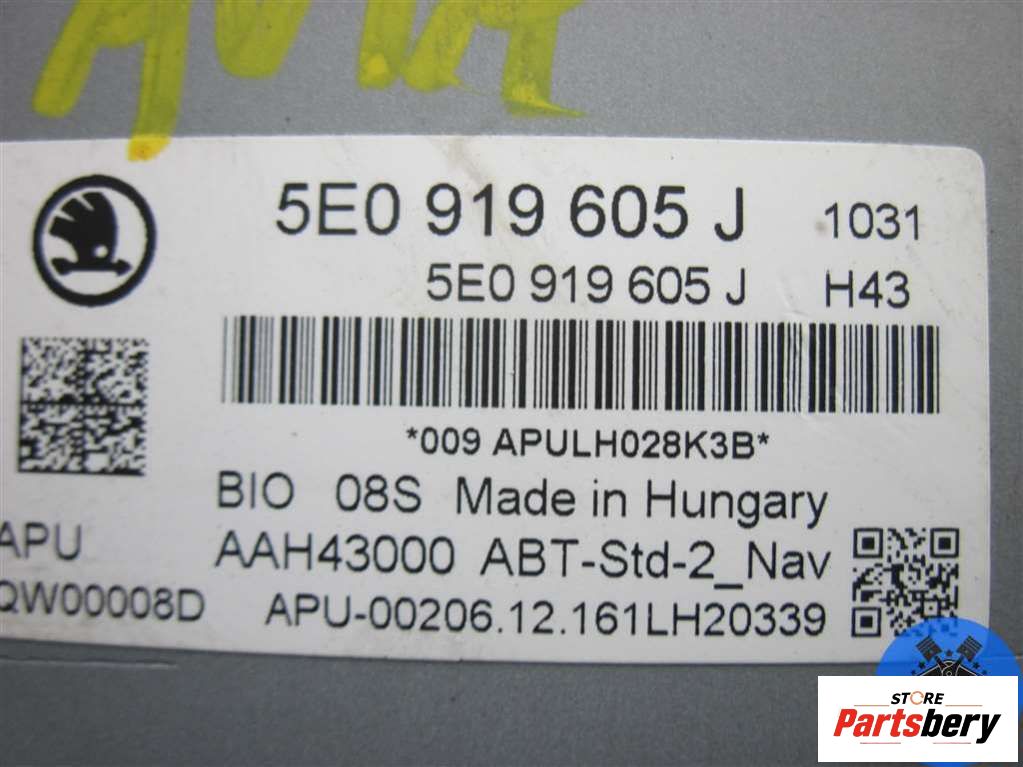 5E0 919 605 J 1031
5E0 919 605 J H43
*009 APULH028K3B*
BIO 08S Made in Hungary
APU AAH43000 ABT-Std-2_Nav
QW00008D APU-00206.12.161LH20339
STORE
Partsbery